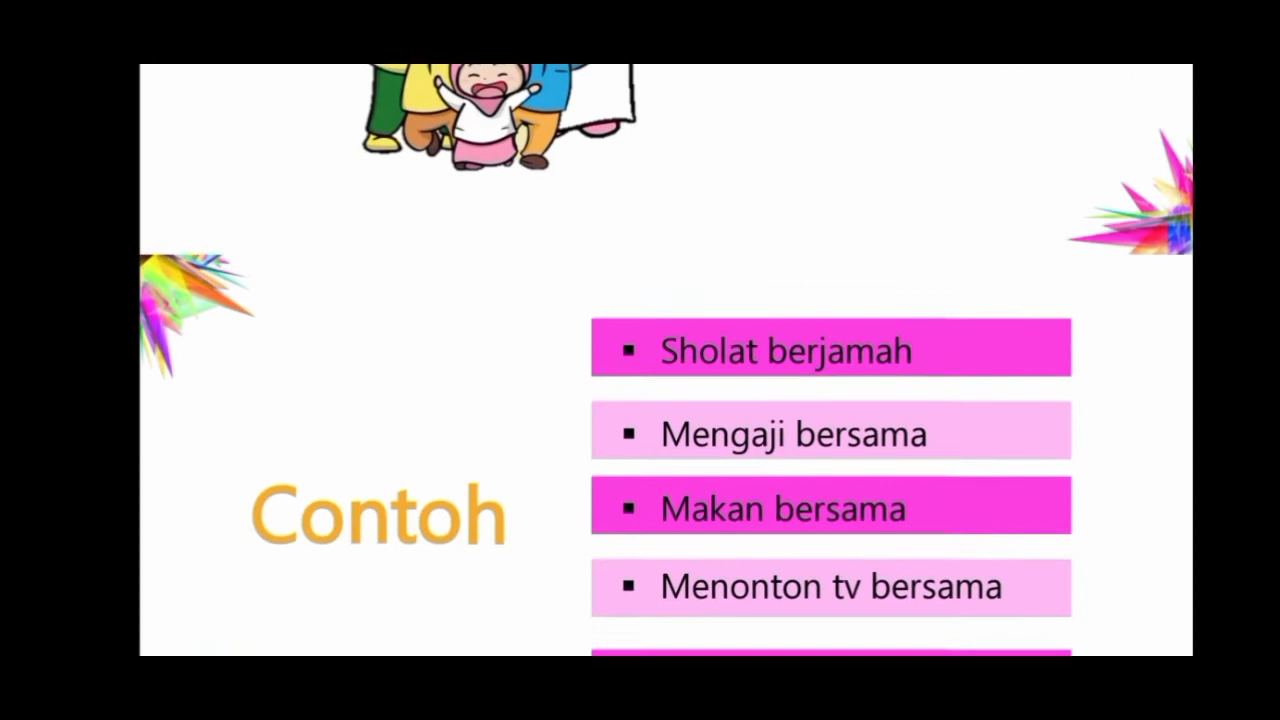 Contoh
▪ Sholat berjamah
▪ Mengaji bersama
▪ Makan bersama
▪ Menonton tv bersama